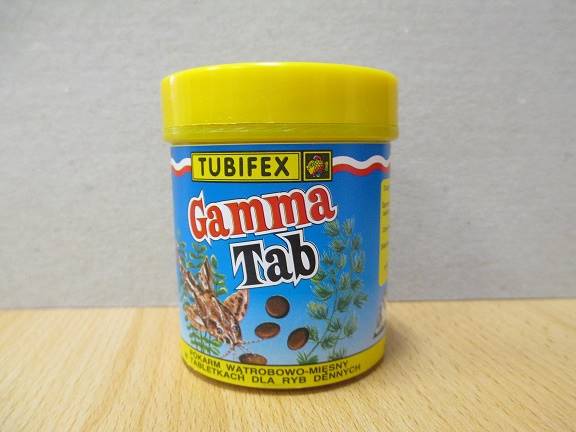 TUBIFEX
Gamma
Tab
POKARM WĄTROBOWO-MIĘSNY
W TABLETKACH DLA RYB DENNYCH